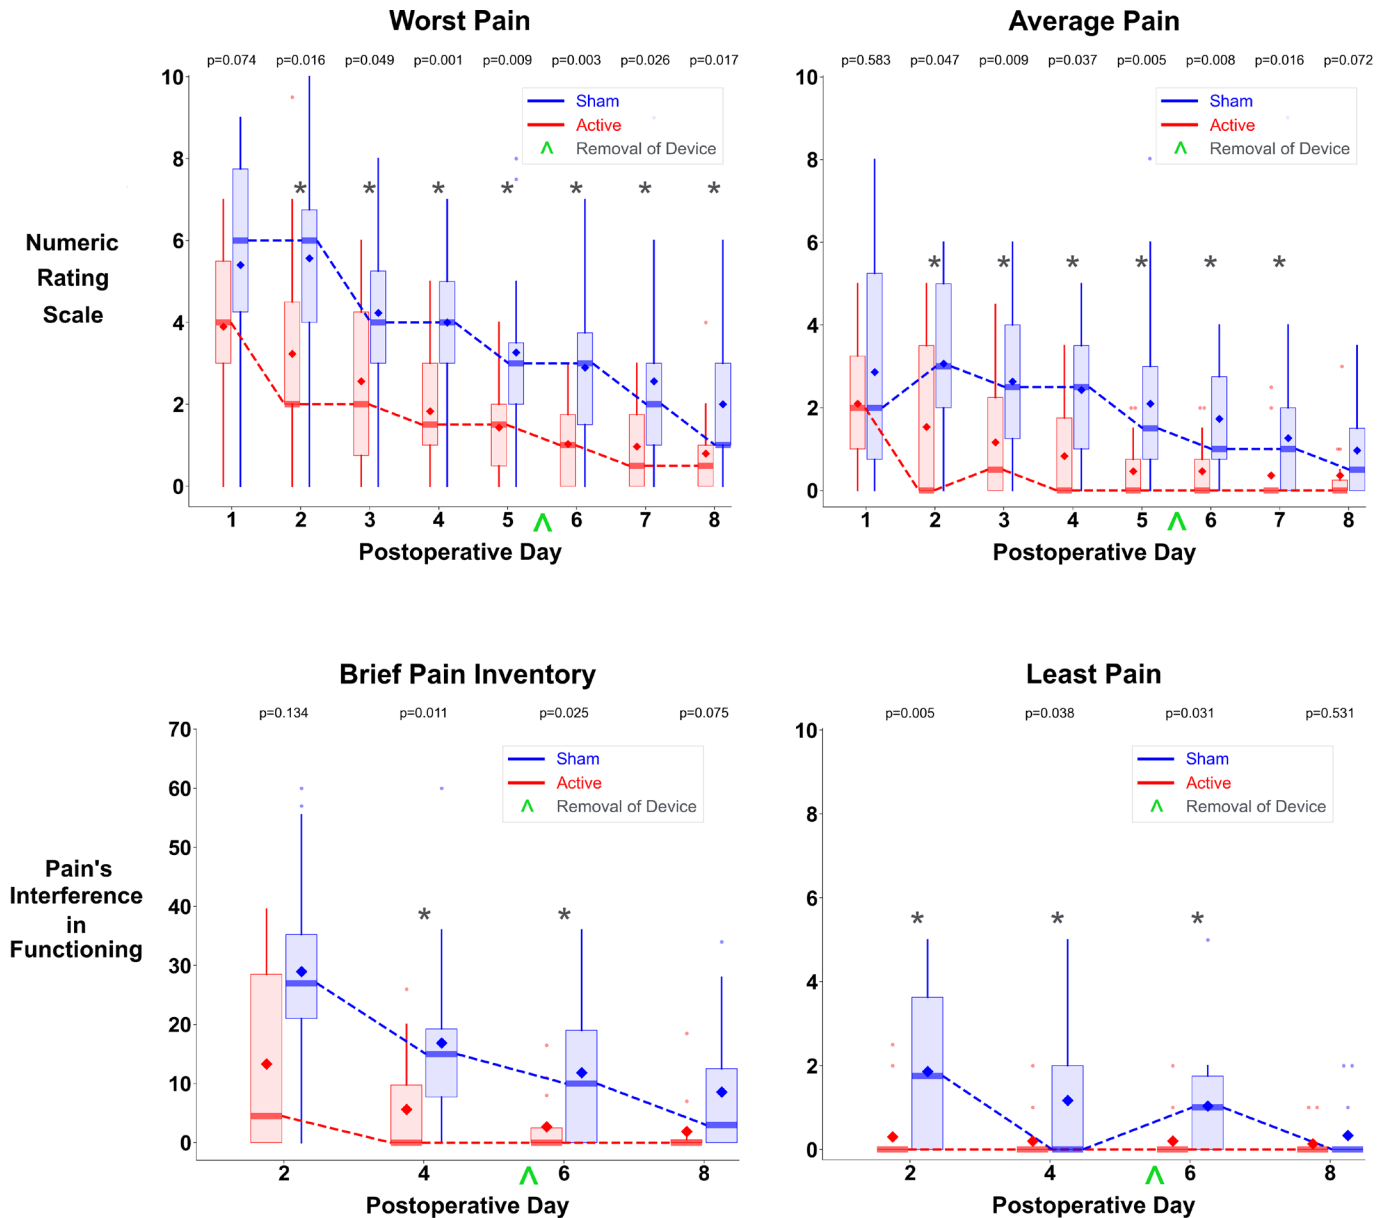 Worst Pain
p=0.074 p=0.016 p=0.049 p=0.001 p=0.009 p=0.003 p=0.026 p=0.017
10
8
6
4
2
0
Sham
Active
^ Removal of Device
* * * * * * *
Numeric
Rating
Scale
1 2 3 4 5 ^ 6 7 8
Postoperative Day
Average Pain
p=0.583 p=0.047 p=0.009 p=0.037 p=0.005 p=0.008 p=0.016 p=0.072
10
8
6
4
2
0
Sham
Active
^ Removal of Device
* * * * * *
1 2 3 4 5 ^ 6 7 8
Postoperative Day
Brief Pain Inventory
p=0.134 p=0.011 p=0.025 p=0.075
70
60
50
40
30
20
10
0
Sham
Active
^ Removal of Device
* *
Pain's
Interference
in
Functioning
2 4 ^ 6 8
Postoperative Day
Least Pain
p=0.005 p=0.038 p=0.031 p=0.531
10
8
6
4
2
0
Sham
Active
^ Removal of Device
* * *
2 4 ^ 6 8
Postoperative Day